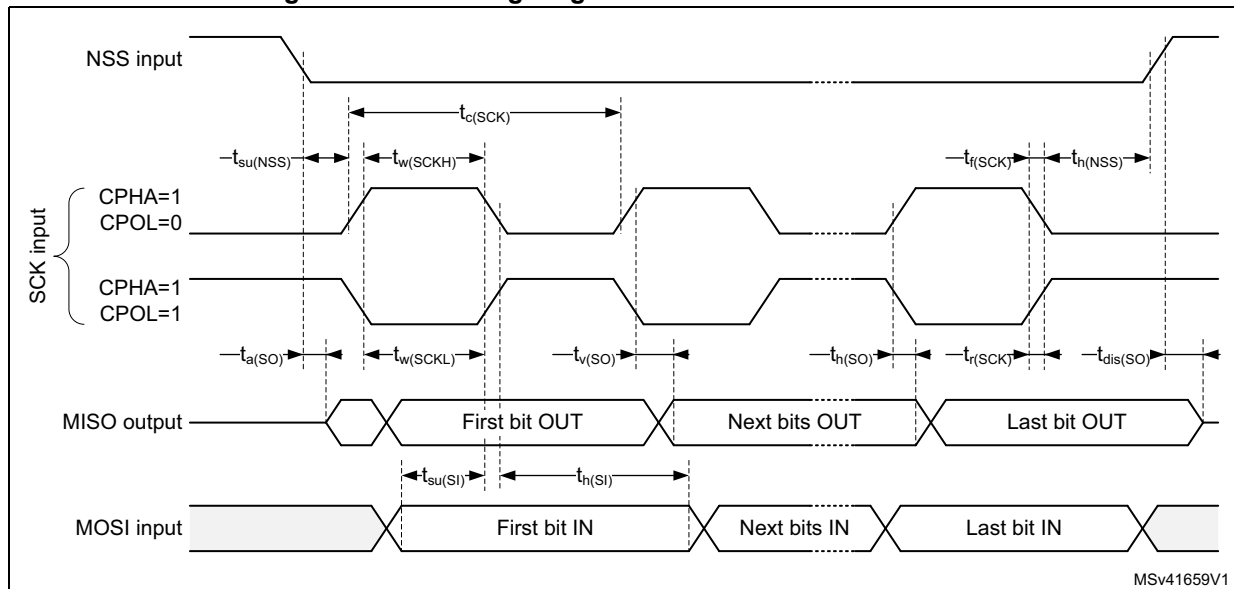 NSS input
tc(SCK)
tsu(NSS)
tw(SCKH)
tf(SCK)
th(NSS)
SCK input
CPHA=1
CPOL=0
CPHA=1
CPOL=1
ta(SO)
tw(SCKL)
tv(SO)
th(SO)
tr(SCK)
tdis(SO)
MISO output
First bit OUT
Next bits OUT
Last bit OUT
tsu(SI)
th(SI)
MOSI input
First bit IN
Next bits IN
Last bit IN
MSv41659V1